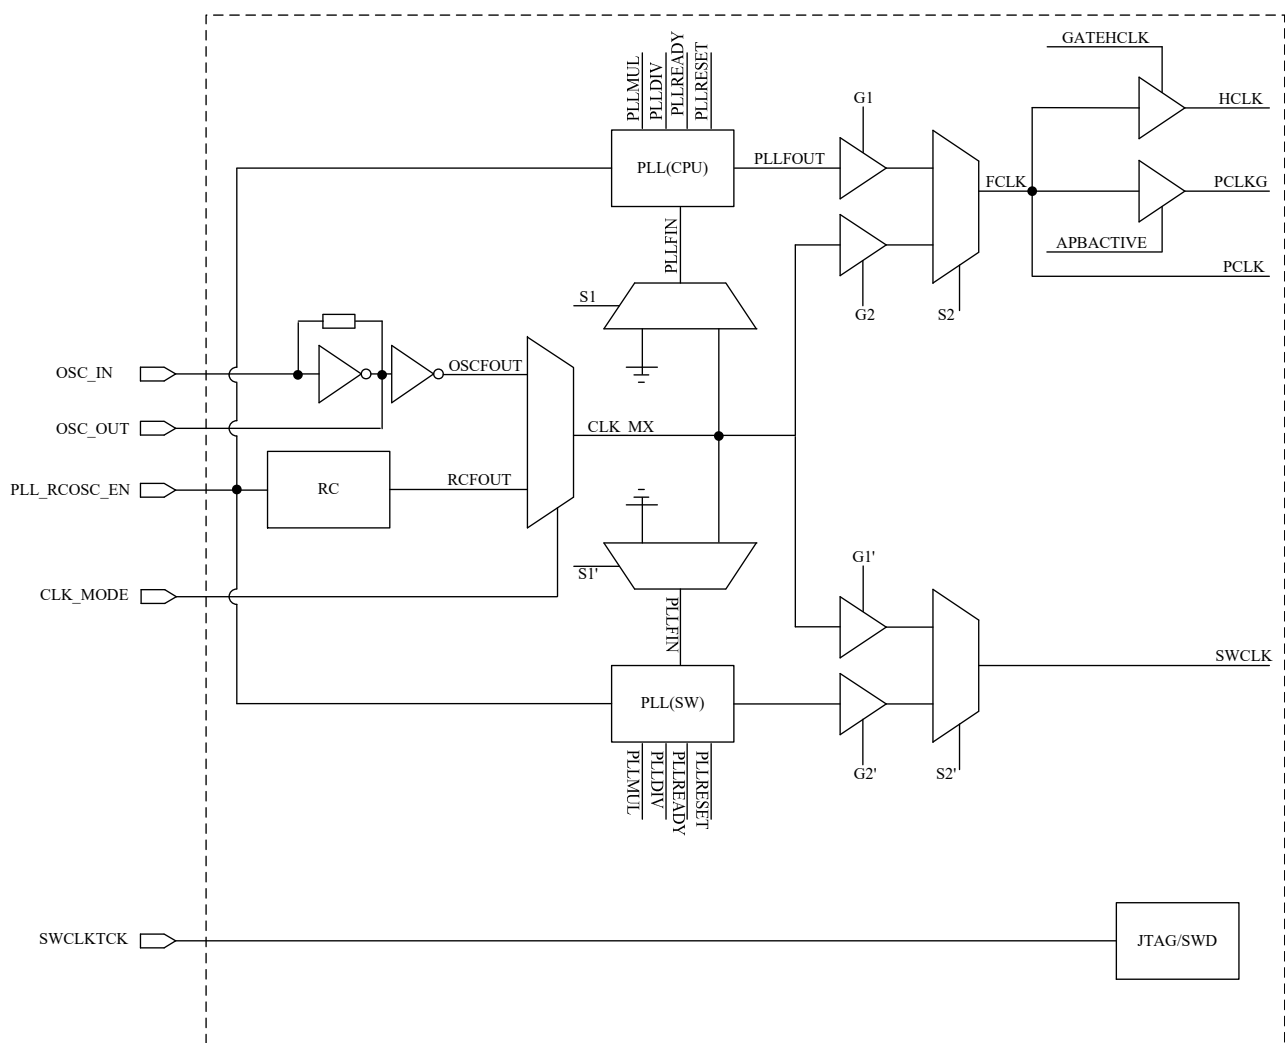 GATEHCLK
PLLMUL
PLLDIV
PLLREADY
PLLRESET
G1
HCLK
PLL(CPU)
PLLFOUT
FCLK
PCLKG
PLLFIN
APBACTIVE
PCLK
S1
G2
S2
OSC_IN
OSCFOUT
OSC_OUT
CLK_MX
PLL_RCOSC_EN
RC
RCFOUT
S1'
G1'
CLK_MODE
PLLFIN
SWCLK
PLL(SW)
PLLMUL
PLLDIV
PLLREADY
PLLRESET
G2'
S2'
SWCLKTCK
JTAG/SWD